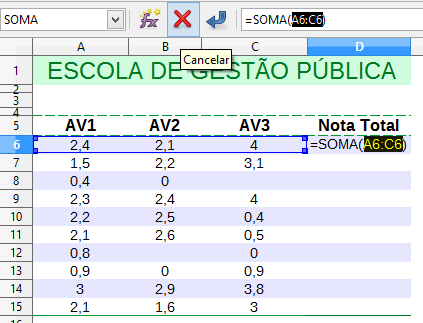 SOMA =SOMA(A6:C6)
Cancelar
A B C D
1 ESCOLA DE GESTÃO PÚBLICA
2
3
4
5 AV1 AV2 AV3 Nota Total
6 2,4 2,1 4 =SOMA(A6:C6)
7 1,5 2,2 3,1
8 0,4 0
9 2,3 2,4 4
10 2,2 2,5 0,4
11 2,1 2,6 0,5
12 0,8 0
13 0,9 0 0,9
14 3 2,9 3,8
15 2,1 1,6 3